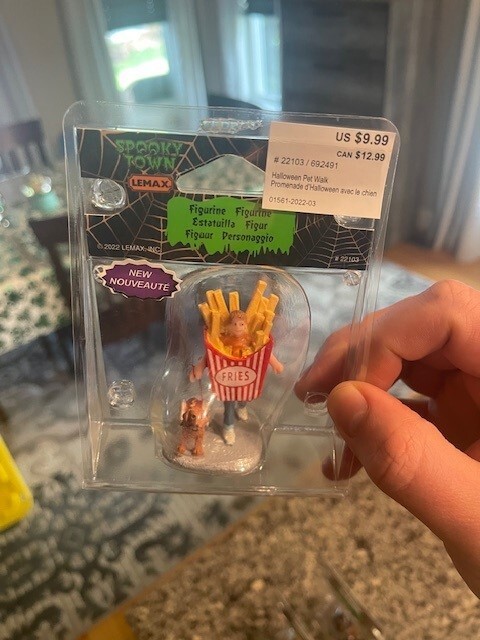 SPOOKY
TOWN
LEMAX
US $9.99
CAN $12.99
# 22103 / 692491
Halloween Pet Walk
Promenade d'Halloween avec le chien
01561-2022-03
Figurine Figurine
Estatuilla Figur
Figuur Personaggio
© 2022 LEMAX, INC.
# 22103
NEW
NOUVEAUTE
FRIES